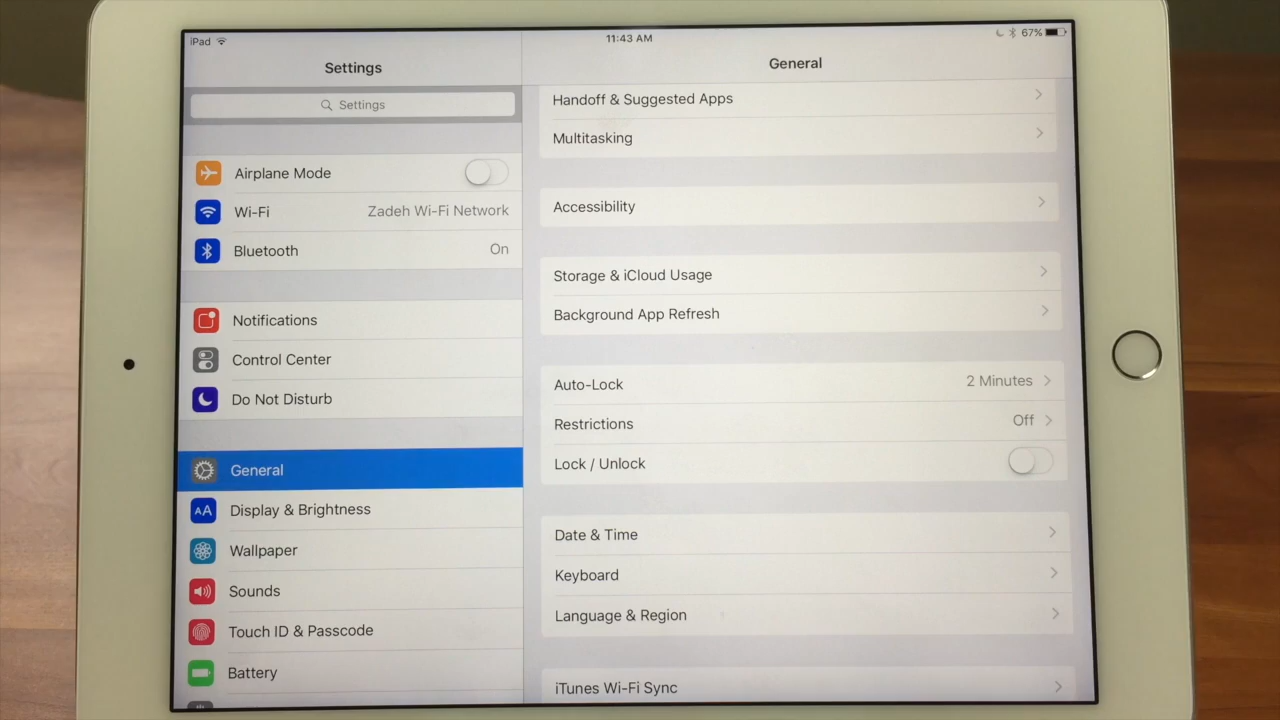 iPad
11:43 AM
67%
Settings
General
Settings
Airplane Mode
Wi-Fi Zadeh Wi-Fi Network
Bluetooth On
Notifications
Control Center
Do Not Disturb
General
AA Display & Brightness
Wallpaper
Sounds
Touch ID & Passcode
Battery
Handoff & Suggested Apps
Multitasking
Accessibility
Storage & iCloud Usage
Background App Refresh
Auto-Lock 2 Minutes
Restrictions Off
Lock / Unlock
Date & Time
Keyboard
Language & Region
iTunes Wi-Fi Sync